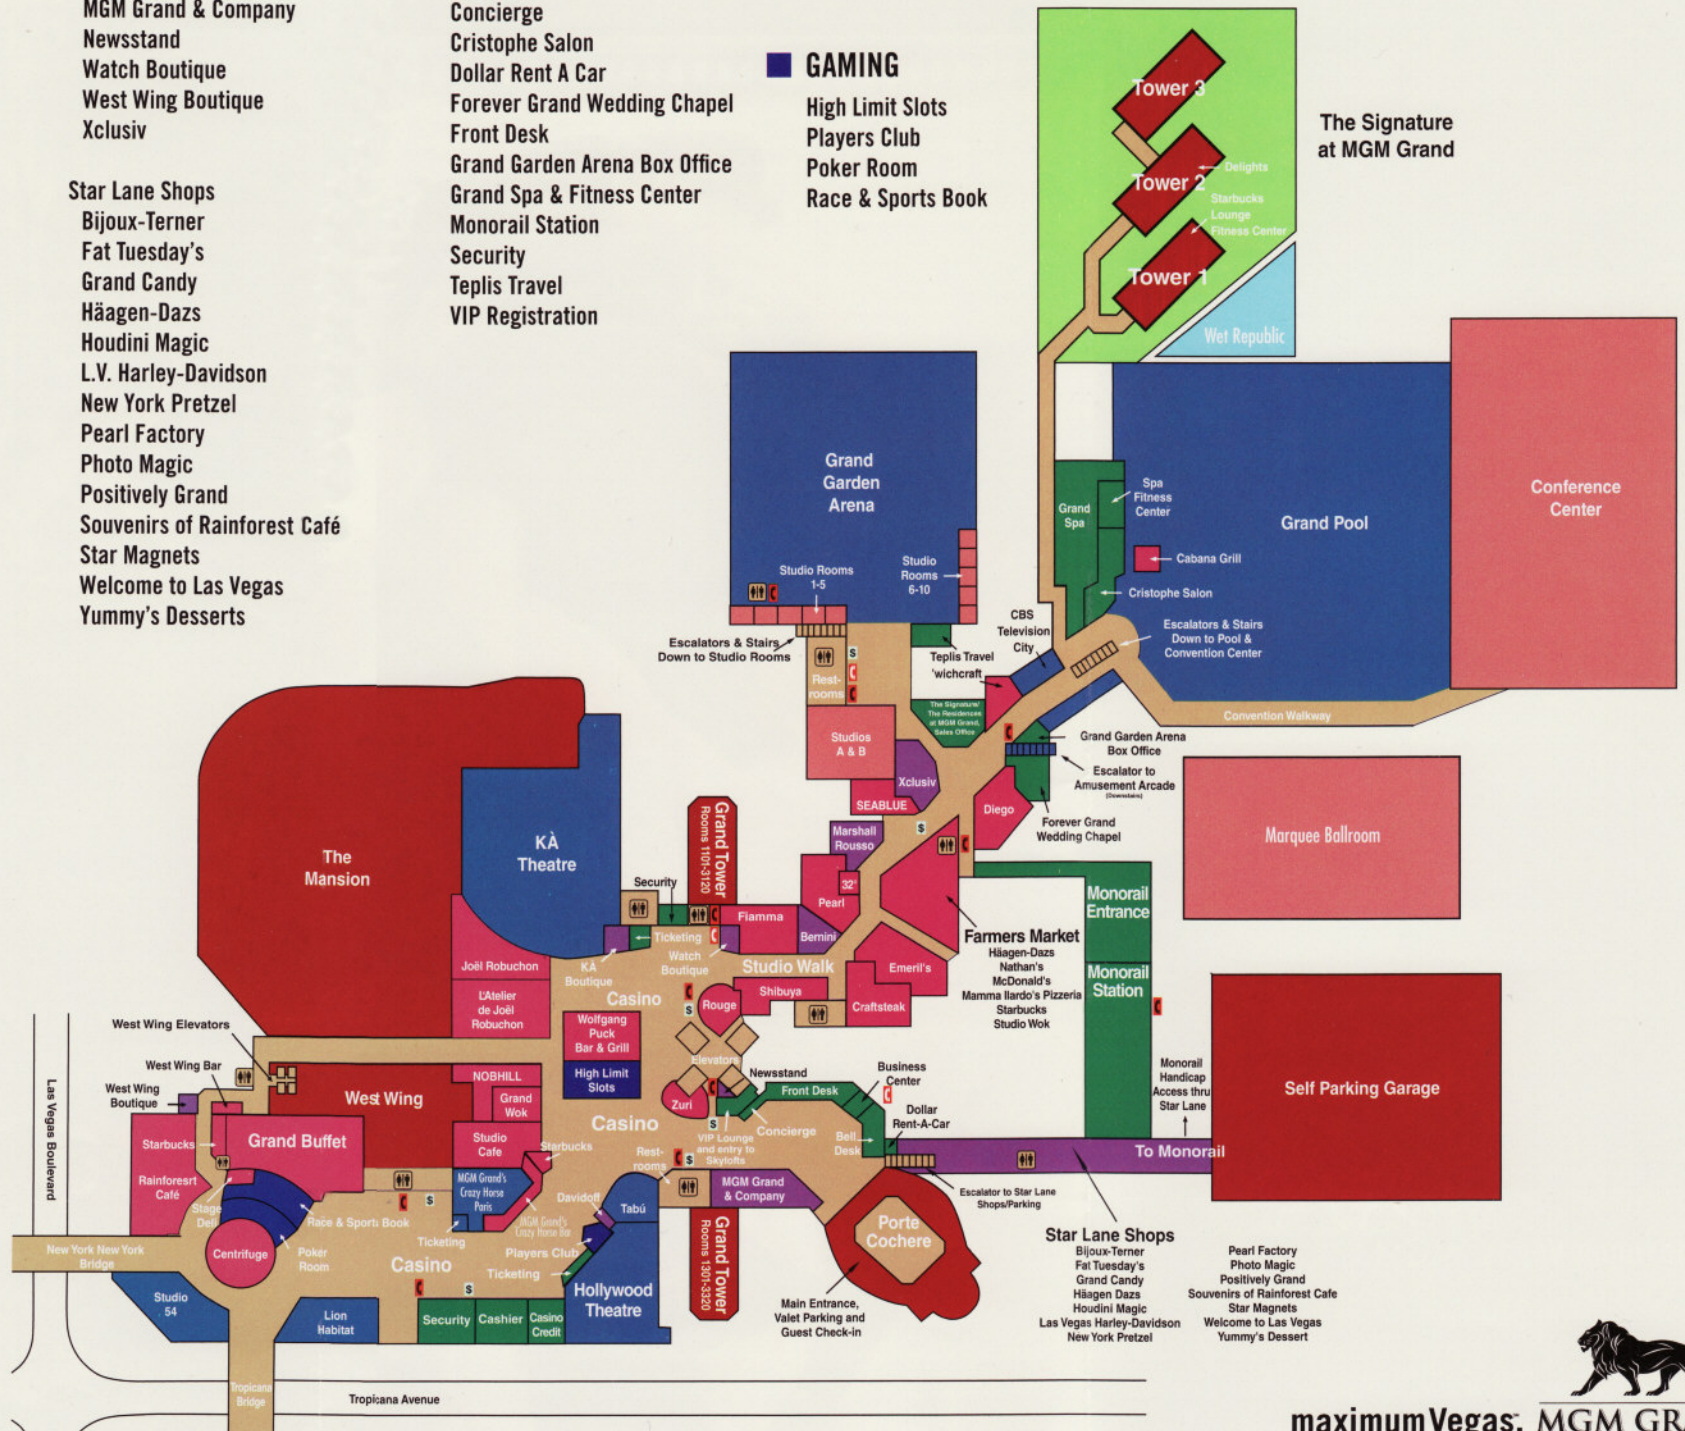 MGM Grand & Company
Newsstand
Watch Boutique
West Wing Boutique
Xclusiv
Star Lane Shops
Bijoux-Terner
Fat Tuesday's
Grand Candy
Häagen-Dazs
Houdini Magic
L.V. Harley-Davidson
New York Pretzel
Pearl Factory
Photo Magic
Positively Grand
Souvenirs of Rainforest Café
Star Magnets
Welcome to Las Vegas
Yummy's Desserts
Concierge
Cristophe Salon
Dollar Rent A Car
Forever Grand Wedding Chapel
Front Desk
Grand Garden Arena Box Office
Grand Spa & Fitness Center
Monorail Station
Security
Teplis Travel
VIP Registration
GAMING
High Limit Slots
Players Club
Poker Room
Race & Sports Book
Tower 3
Tower 2
Delights
Starbucks
Lounge
Fitness Center
Tower 1
The Signature
at MGM Grand
Wet Republic
Grand
Garden
Arena
Studio Rooms
1-5
Studio
Rooms
6-10
Grand
Spa
Spa
Fitness
Center
Cabana Grill
Cristophe Salon
Grand Pool
Conference
Center
Escalators & Stairs
Down to Studio Rooms
Rest-
rooms
$
Teplis Travel
'wichcraft
CBS
Television
City
Escalators & Stairs
Down to Pool &
Convention Center
Convention Walkway
The Signature/
The Residences
at MGM Grand,
Sales Office
Studios
A & B
Xclusiv
SEABLUE
Grand Garden Arena
Box Office
Escalator to
Amusement Arcade
(Downstairs)
Diego
Forever Grand
Wedding Chapel
Marquee Ballroom
$
Marshall
Rousso
32°
Pearl
The
Mansion
KÀ
Theatre
Grand Tower
Rooms 1101-3120
Security
Fiamma
Bernini
Ticketing
KÀ
Boutique
Watch
Boutique
Studio Walk
Farmers Market
Häagen-Dazs
Nathan's
McDonald's
Mamma Ilardo's Pizzeria
Starbucks
Studio Wok
Monorail
Entrance
Monorail
Station
Joël Robuchon
L'Atelier
de Joël
Robuchon
Casino
$
Rouge
Shibuya
Emeril's
Craftsteak
Wolfgang
Puck
Bar & Grill
High Limit
Slots
Elevators
Zuri
$
Newsstand
Front Desk
Business
Center
Dollar
Rent-A-Car
VIP Lounge
and entry to
Skylofts
Concierge
Bell
Desk
Monorail
Handicap
Access thru
Star Lane
To Monorail
Self Parking Garage
West Wing Elevators
West Wing Bar
West Wing
Boutique
West Wing
NOBHILL
Grand
Wok
Studio
Cafe
Starbucks
Grand Buffet
Starbucks
Rainforesrt
Café
Stage
Deli
Race & Sports Book
Poker
Room
Centrifuge
Casino
Rest-
rooms
$
MGM Grand
& Company
MGM Grand's
Crazy Horse
Paris
MGM Grand's
Crazy Horse Bar
Ticketing
Davidoff
Tabú
Players Club
Ticketing
$
Casino
$
Hollywood
Theatre
Security
Cashier
Casino
Credit
Grand Tower
Rooms 1301-3320
Escalator to Star Lane
Shops/Parking
Porte
Cochere
Main Entrance,
Valet Parking and
Guest Check-in
Star Lane Shops
Bijoux-Terner
Fat Tuesday's
Grand Candy
Häagen Dazs
Houdini Magic
Las Vegas Harley-Davidson
New York Pretzel
Pearl Factory
Photo Magic
Positively Grand
Souvenirs of Rainforest Cafe
Star Magnets
Welcome to Las Vegas
Yummy's Dessert
Las Vegas Boulevard
New York New York
Bridge
Studio
54
Lion
Habitat
Tropicana
Bridge
Tropicana Avenue
maximumVegas.
MGM GRA